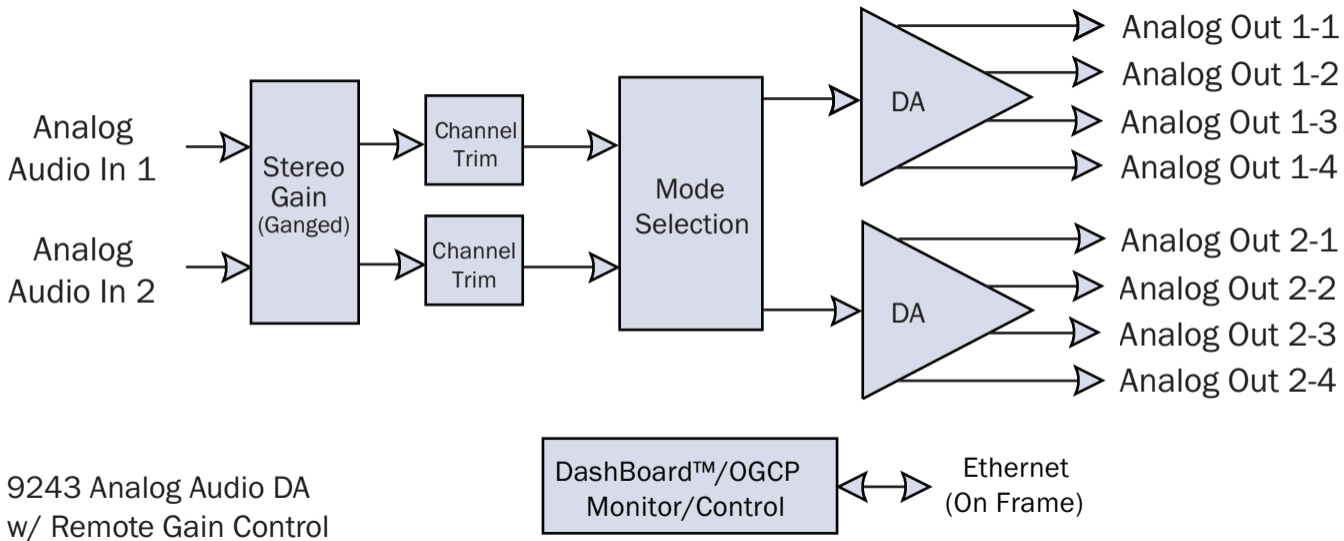 Analog
Audio In 1
Analog
Audio In 2
Stereo
Gain
(Ganged)
Channel
Trim
Channel
Trim
Mode
Selection
DA
DA
Analog Out 1-1
Analog Out 1-2
Analog Out 1-3
Analog Out 1-4
Analog Out 2-1
Analog Out 2-2
Analog Out 2-3
Analog Out 2-4
DashBoard™/OGCP
Monitor/Control
Ethernet
(On Frame)
9243 Analog Audio DA
w/ Remote Gain Control